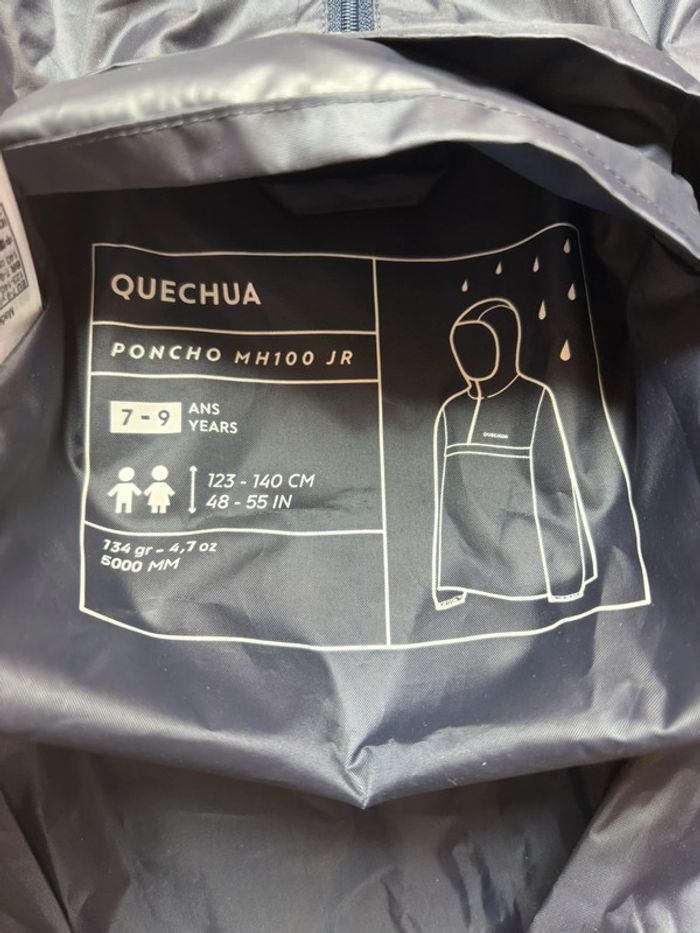 QUECHUA
PONCHO MH100 JR
7 - 9
ANS
YEARS
123 - 140 CM
48 - 55 IN
134 gr - 4,7 oz
5000 MM
QUECHUA